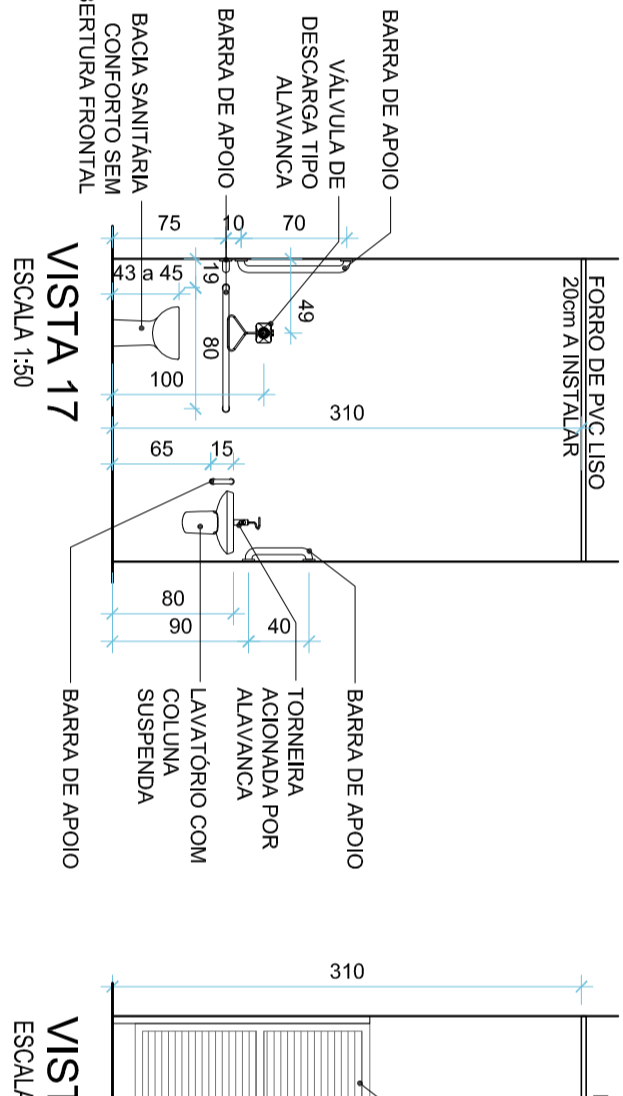 FORRO DE PVC LISO
20cm A INSTALAR
BARRA DE APOIO
VÁLVULA DE
DESCARGA TIPO
ALAVANCA
BARRA DE APOIO
BACIA SANITÁRIA
CONFORTO SEM
ERTURA FRONTAL
70
10
75
49
19
80
43 a 45
100
310
65
15
80
90
40
BARRA DE APOIO
TORNEIRA
ACIONADA POR
ALAVANCA
LAVATÓRIO COM
COLUNA
SUSPENDA
BARRA DE APOIO
VISTA 17
ESCALA 1:50
310
VIST
ESCALA